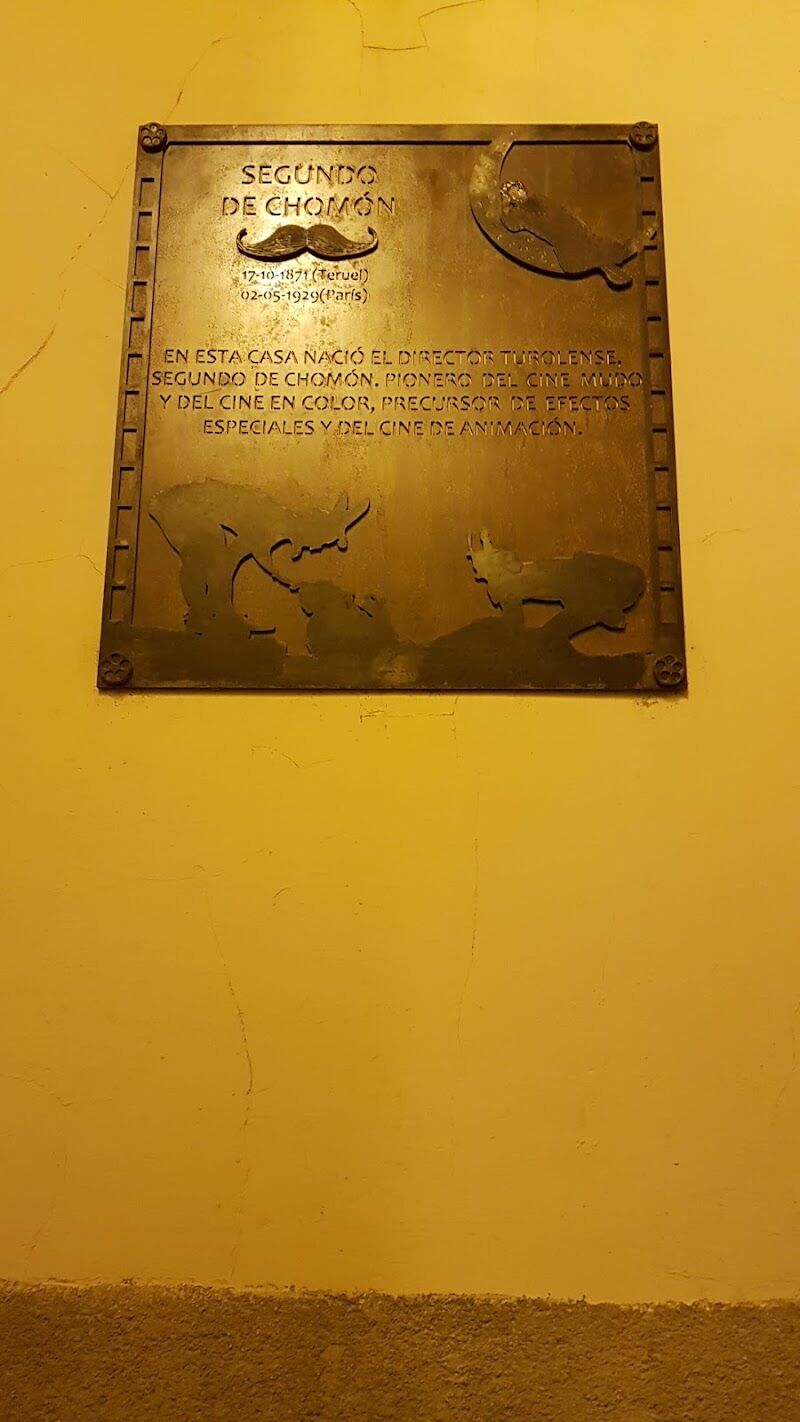 SEGUNDO
DE CHOMÓN
17-10-1871 (Teruel)
02-05-1929 (París)
EN ESTA CASA NACIÓ EL DIRECTOR TUROLENSE,
SEGUNDO DE CHOMÓN. PIONERO DEL CINE MUDO
Y DEL CINE EN COLOR, PRECURSOR DE EFECTOS
ESPECIALES Y DEL CINE DE ANIMACIÓN.